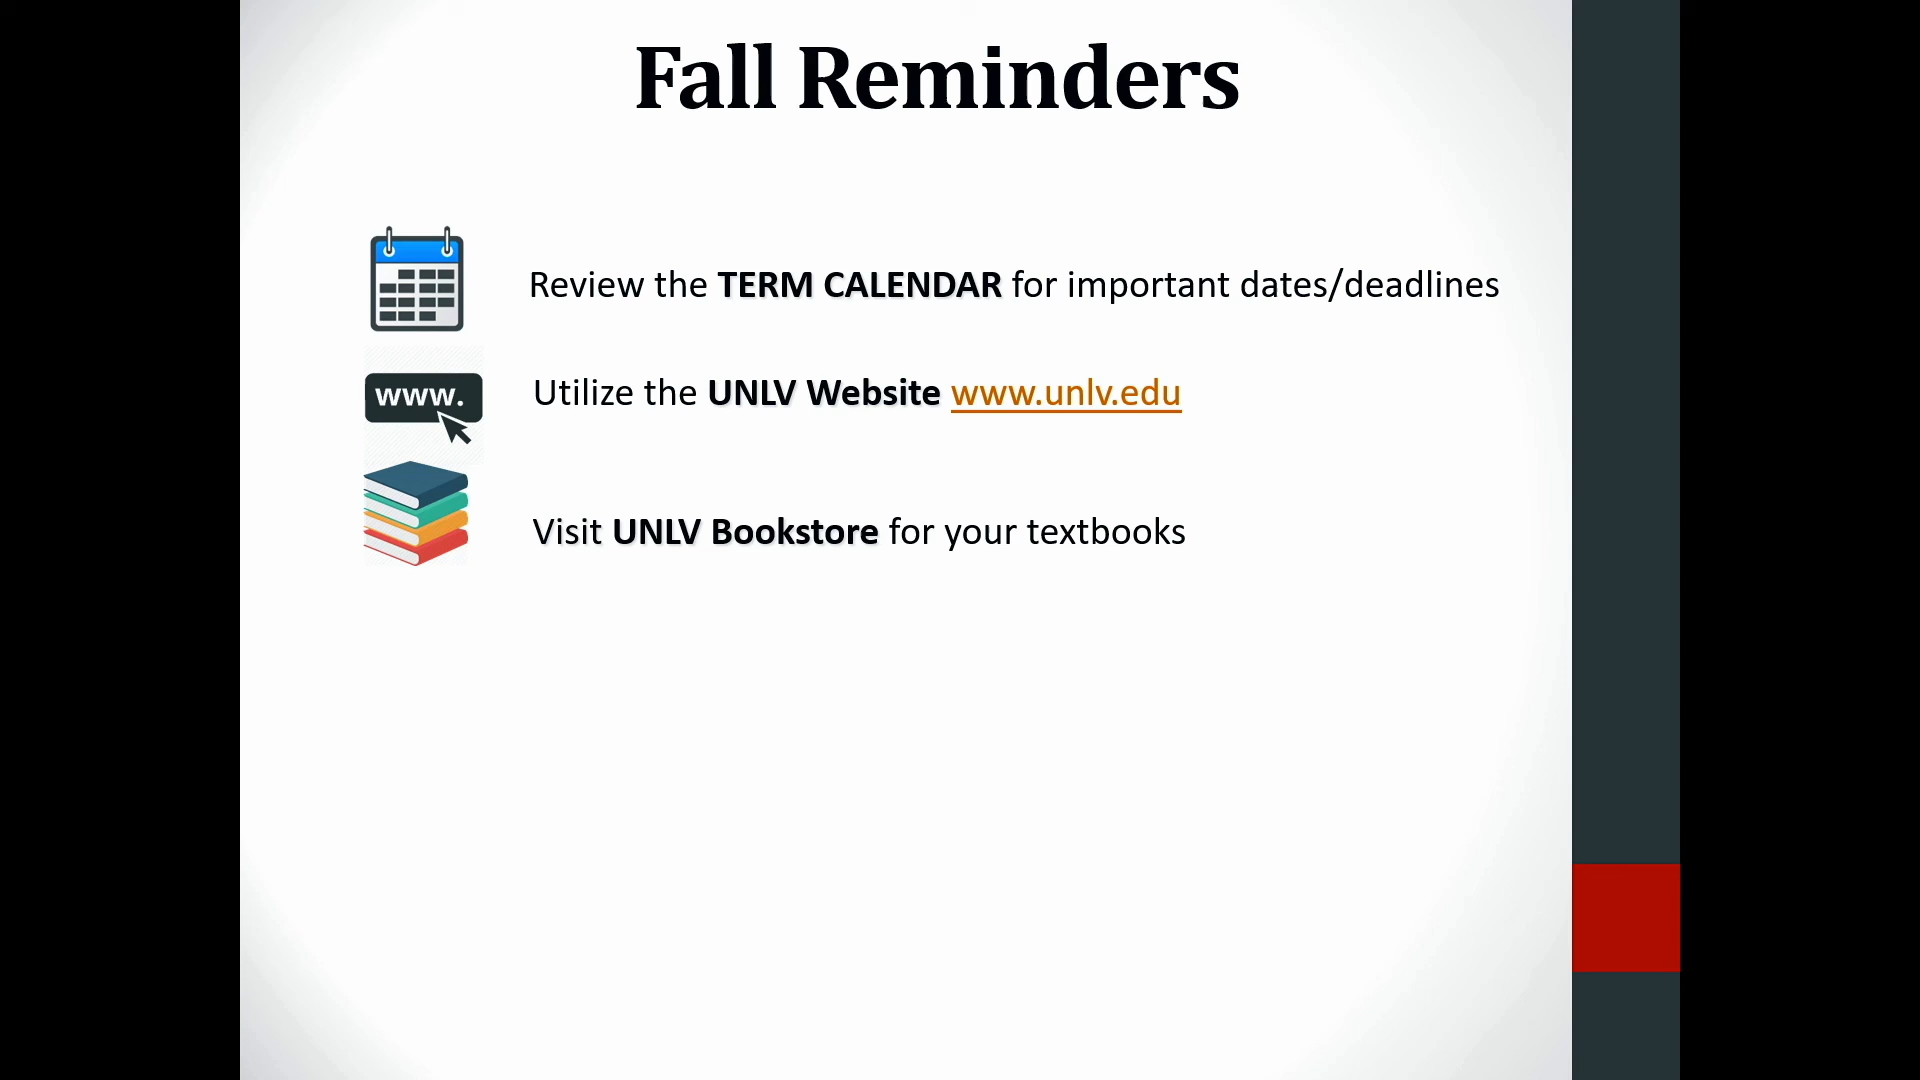 Fall Reminders
Review the TERM CALENDAR for important dates/deadlines
www.
Utilize the UNLV Website www.unlv.edu
Visit UNLV Bookstore for your textbooks